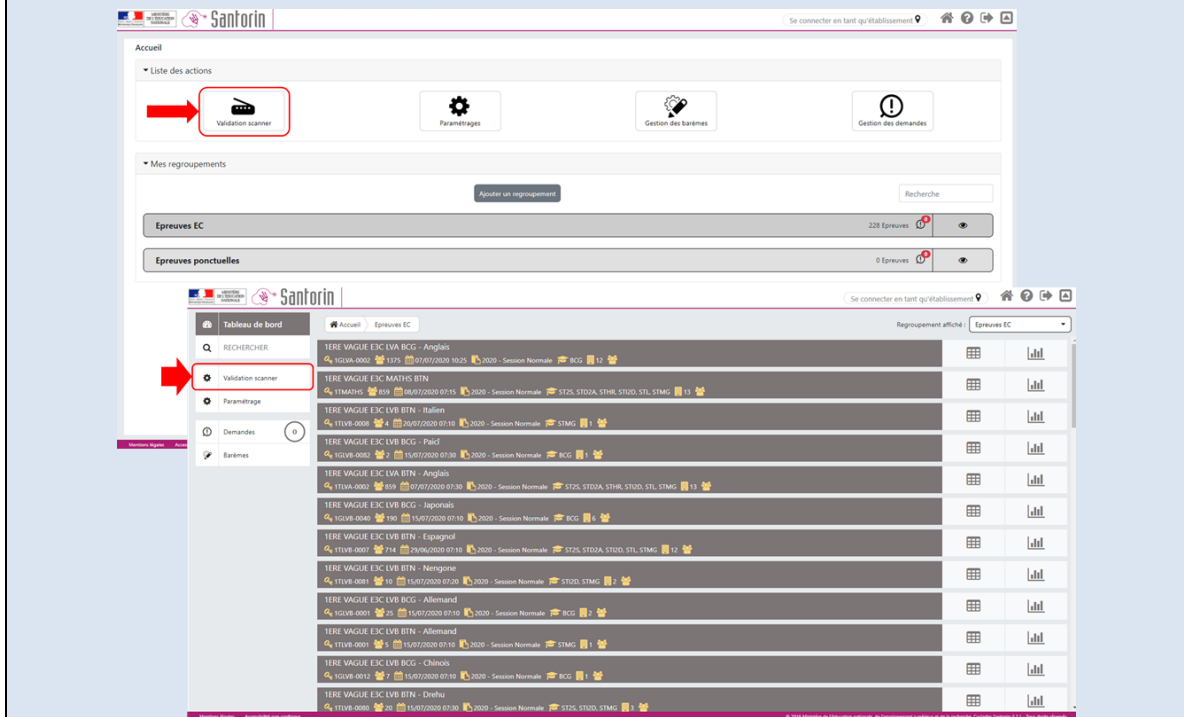 MINISTÈRE DE L'ÉDUCATION NATIONALE Santorin Se connecter en tant qu'établissement
Accueil
Liste des actions
Validation scanner Paramétrages Gestion des barèmes Gestion des demandes
Mes regroupements
Ajouter un regroupement Recherche
Epreuves EC 228 Epreuves 0
Epreuves ponctuelles 0 Epreuves 0
Santorin Se connecter en tant qu'établissement
Tableau de bord Accueil Epreuves EC Regroupement affiché : Epreuves EC
RECHERCHER
Validation scanner
Paramétrage
Demandes 0
Barèmes
1ERE VAGUE E3C LVA BCG - Anglais
1GLVA-0002 1375 07/07/2020 10:25 2020 - Session Normale BCG 12
1ERE VAGUE E3C MATHS BTN
1TMATHS 859 08/07/2020 07:15 2020 - Session Normale ST2S, STD2A, STHR, STI2D, STL, STMG 13
1ERE VAGUE E3C LVB BTN - Italien
1TLVB-0008 4 20/07/2020 07:10 2020 - Session Normale STMG 1
1ERE VAGUE E3C LVB BCG - Paicî
1GLVB-0082 2 15/07/2020 07:30 2020 - Session Normale BCG 1
1ERE VAGUE E3C LVA BTN - Anglais
1TLVA-0002 859 07/07/2020 07:30 2020 - Session Normale ST2S, STD2A, STHR, STI2D, STL, STMG 13
1ERE VAGUE E3C LVB BCG - Japonais
1GLVB-0040 190 15/07/2020 07:10 2020 - Session Normale BCG 6
1ERE VAGUE E3C LVB BTN - Espagnol
1TLVB-0007 714 29/06/2020 07:10 2020 - Session Normale ST2S, STD2A, STI2D, STL, STMG 12
1ERE VAGUE E3C LVB BTN - Nengone
1TLVB-0081 10 15/07/2020 07:20 2020 - Session Normale STI2D, STMG 2
1ERE VAGUE E3C LVB BCG - Allemand
1GLVB-0001 25 15/07/2020 07:10 2020 - Session Normale BCG 2
1ERE VAGUE E3C LVB BTN - Allemand
1TLVB-0001 5 15/07/2020 07:10 2020 - Session Normale STMG 1
1ERE VAGUE E3C LVB BCG - Chinois
1GLVB-0012 7 15/07/2020 07:10 2020 - Session Normale BCG 1
1ERE VAGUE E3C LVB BTN - Drehu
1TLVB-0080 20 15/07/2020 07:30 2020 - Session Normale ST2S, STI2D, STMG 3
Mentions légales